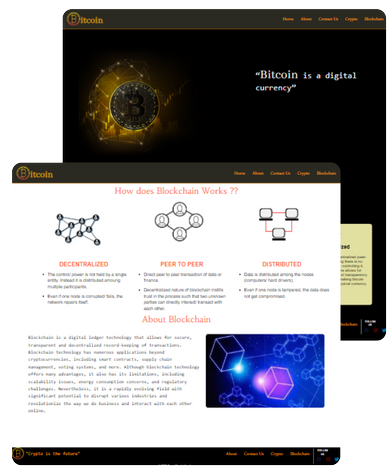 Bitcoin
Home About Contact Us Crypto Blockchain
“Bitcoin is a digital
currency”
Bitcoin
Home About Contact Us Crypto Blockchain
How does Blockchain Works ??
DECENTRALIZED
The control power is not held by a single
entity. Instead it is distributed among
multiple participants.
Even if one node is corrupted/ fails, the
network repairs itself.
PEER TO PEER
Direct peer to peer transaction of data or
finance.
Decentralized nature of blockchain instills
trust in the process such that two unknown
parties can directly interact/ transact with
each other.
DISTRIBUTED
Data is distributed among the nodes
(computers/ hard drivers).
Even if one node is tampered, the data does
not get compromised.
About Blockchain
Blockchain is a digital ledger technology that allows for secure,
transparent and decentralized record-keeping of transactions.
Blockchain technology has numerous applications beyond
cryptocurrencies, including smart contracts, supply chain
management, voting systems, and more. Although blockchain technology
offers many advantages, it also has its limitations, including
scalability issues, energy consumption concerns, and regulatory
challenges. Nevertheless, it is a rapidly evolving field with
significant potential to disrupt various industries and
revolutionize the way we do business and interact with each other
online.
"Crypto is the future"
Home About Contact Us Crypto Blockchain
FOLLOW
US